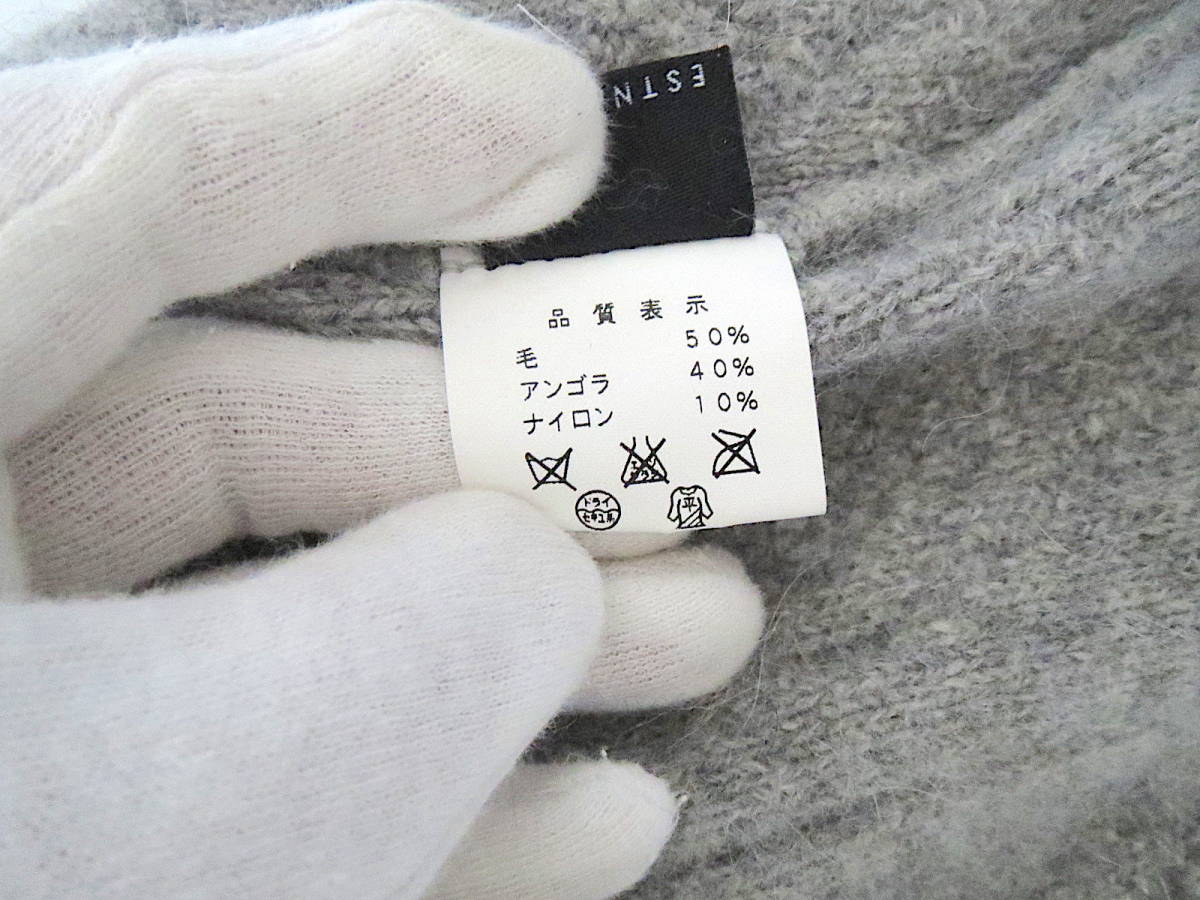 ESTN
品質表示
毛 50%
アンゴラ 40%
ナイロン 10%
ドライ
セキユ系
平